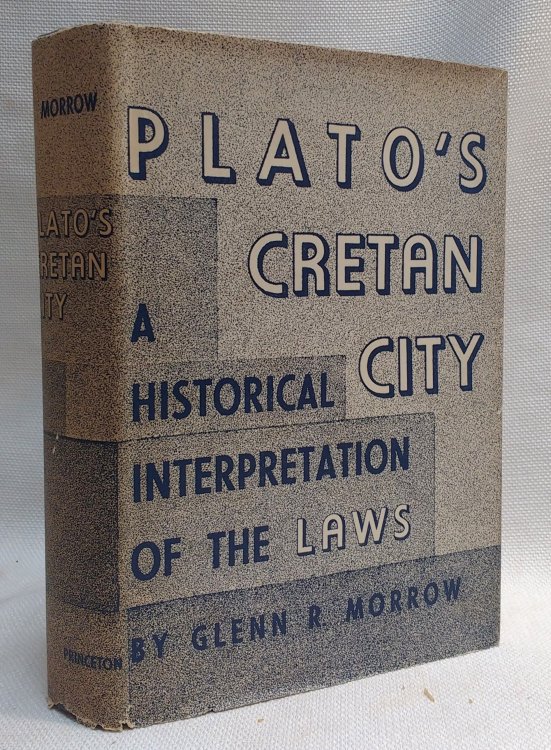 MORROW
PLATO'S
CRETAN
CITY
PRINCETON
PLATO'S
CRETAN
CITY
A
HISTORICAL
INTERPRETATION
OF THE LAWS
BY GLENN R. MORROW